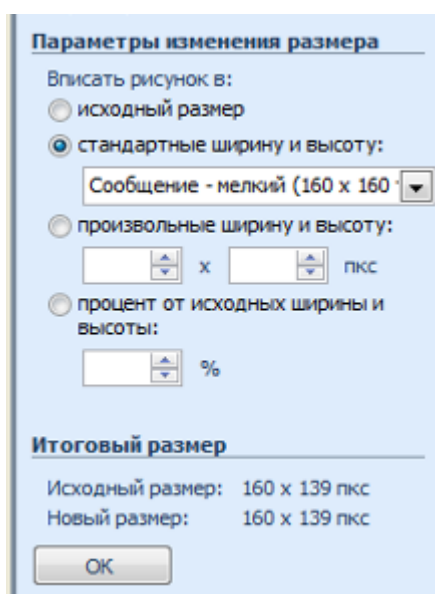 Параметры изменения размера
Вписать рисунок в:
исходный размер
стандартные ширину и высоту:
Сообщение - мелкий (160 x 160
произвольные ширину и высоту:
x пкс
процент от исходных ширины и
высоты:
%
Итоговый размер
Исходный размер: 160 x 139 пкс
Новый размер: 160 x 139 пкс
ОК